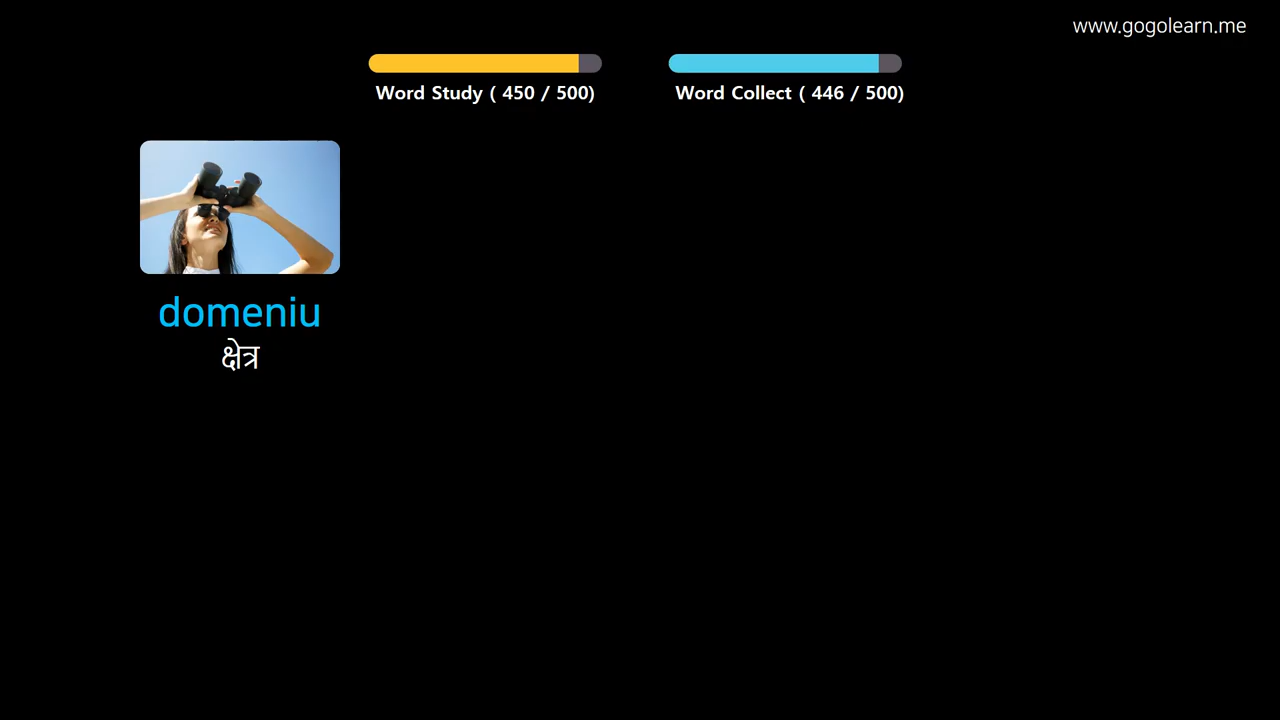 www.gogolearn.me
Word Study ( 450 / 500)
Word Collect ( 446 / 500)
domeniu
क्षेत्र